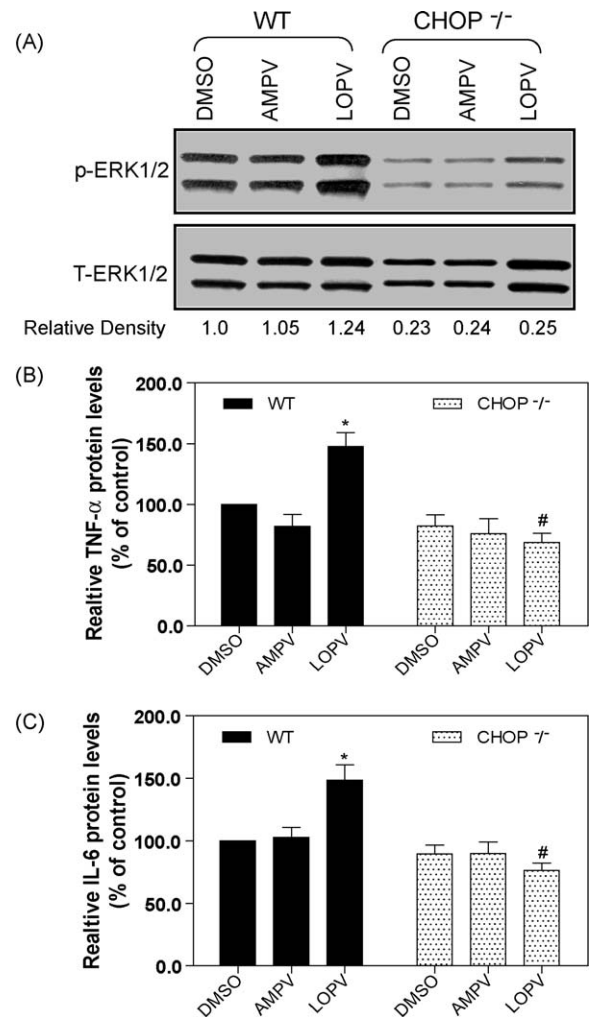 (A)
WT CHOP -/-
DMSO AMPV LOPV DMSO AMPV LOPV
p-ERK1/2
T-ERK1/2
Relative Density 1.0 1.05 1.24 0.23 0.24 0.25
(B)
Realtive TNF-α protein levels
(% of control)
200.0
150.0
100.0
50.0
0.0
WT CHOP -/-
*
#
DMSO AMPV LOPV DMSO AMPV LOPV
(C)
Realtive IL-6 protein levels
(% of control)
200.0
150.0
100.0
50.0
0.0
WT CHOP -/-
*
#
DMSO AMPV LOPV DMSO AMPV LOPV